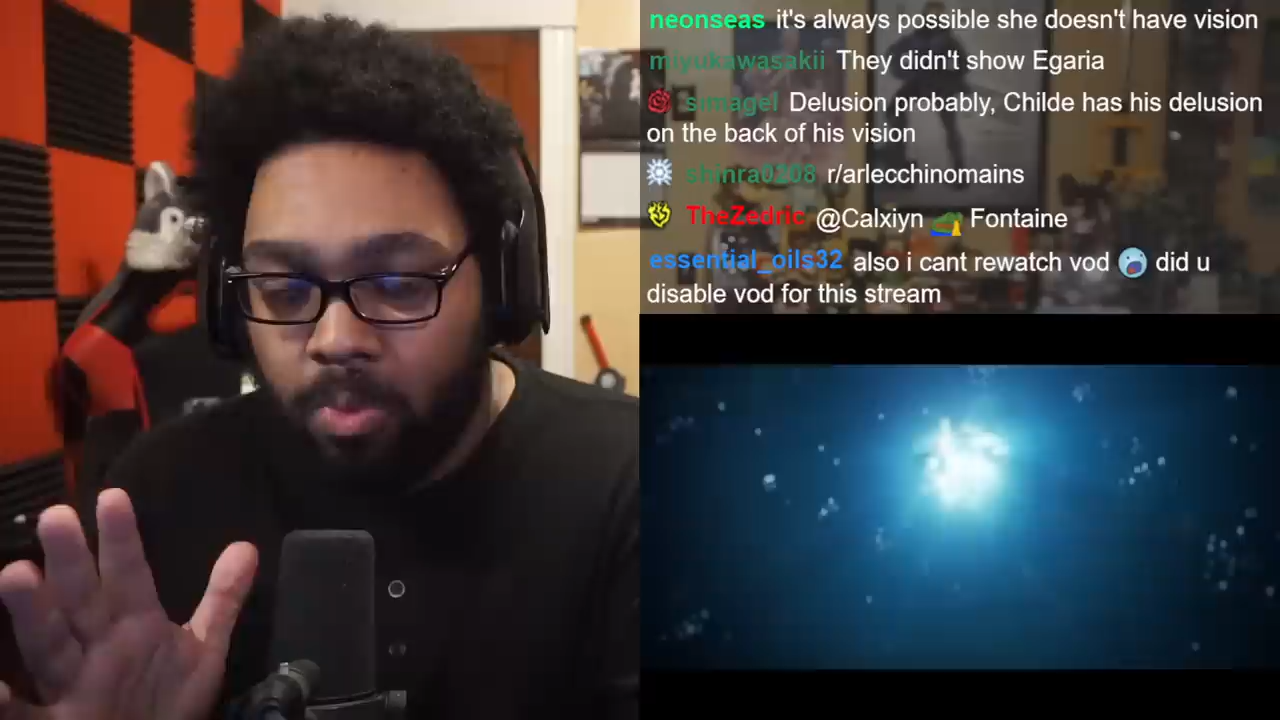 neonseas it's always possible she doesn't have vision
miyukawasakii They didn't show Egaria
simagel Delusion probably, Childe has his delusion
on the back of his vision
shinra0208 r/arlecchinomains
TheZedric @Calxiyn Fontaine
essential_oils32 also i cant rewatch vod did u
disable vod for this stream